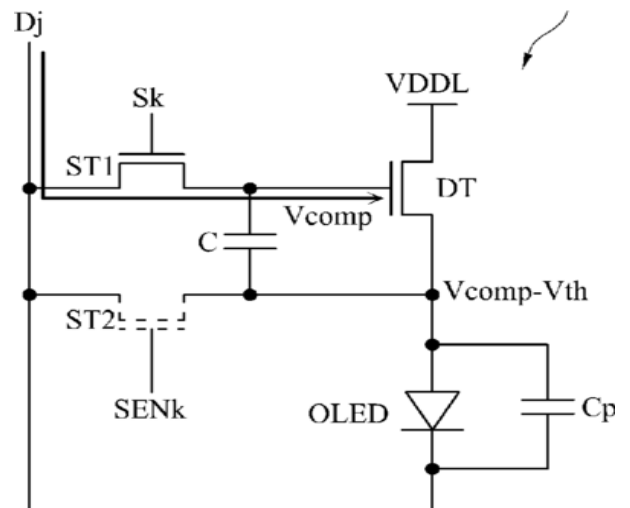 Dj
VDDL
Sk
ST1
DT
Vcomp
C
Vcomp-Vth
ST2
SENk
OLED
Cp